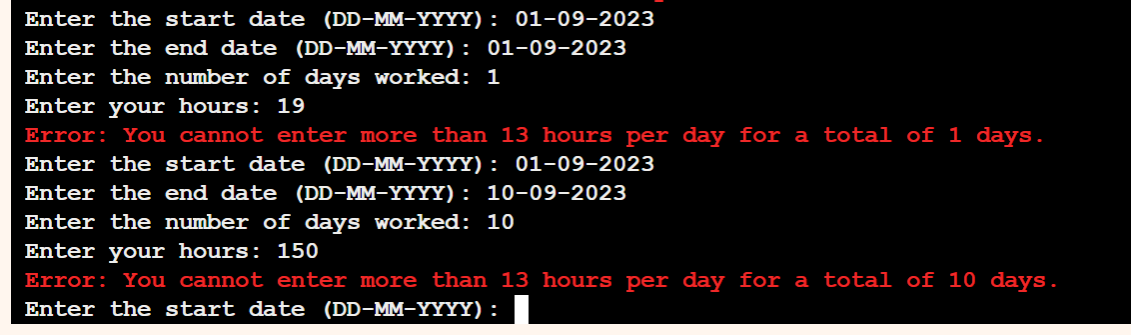 Enter the start date (DD-MM-YYYY): 01-09-2023
Enter the end date (DD-MM-YYYY): 01-09-2023
Enter the number of days worked: 1
Enter your hours: 19
Error: You cannot enter more than 13 hours per day for a total of 1 days.
Enter the start date (DD-MM-YYYY): 01-09-2023
Enter the end date (DD-MM-YYYY): 10-09-2023
Enter the number of days worked: 10
Enter your hours: 150
Error: You cannot enter more than 13 hours per day for a total of 10 days.
Enter the start date (DD-MM-YYYY):